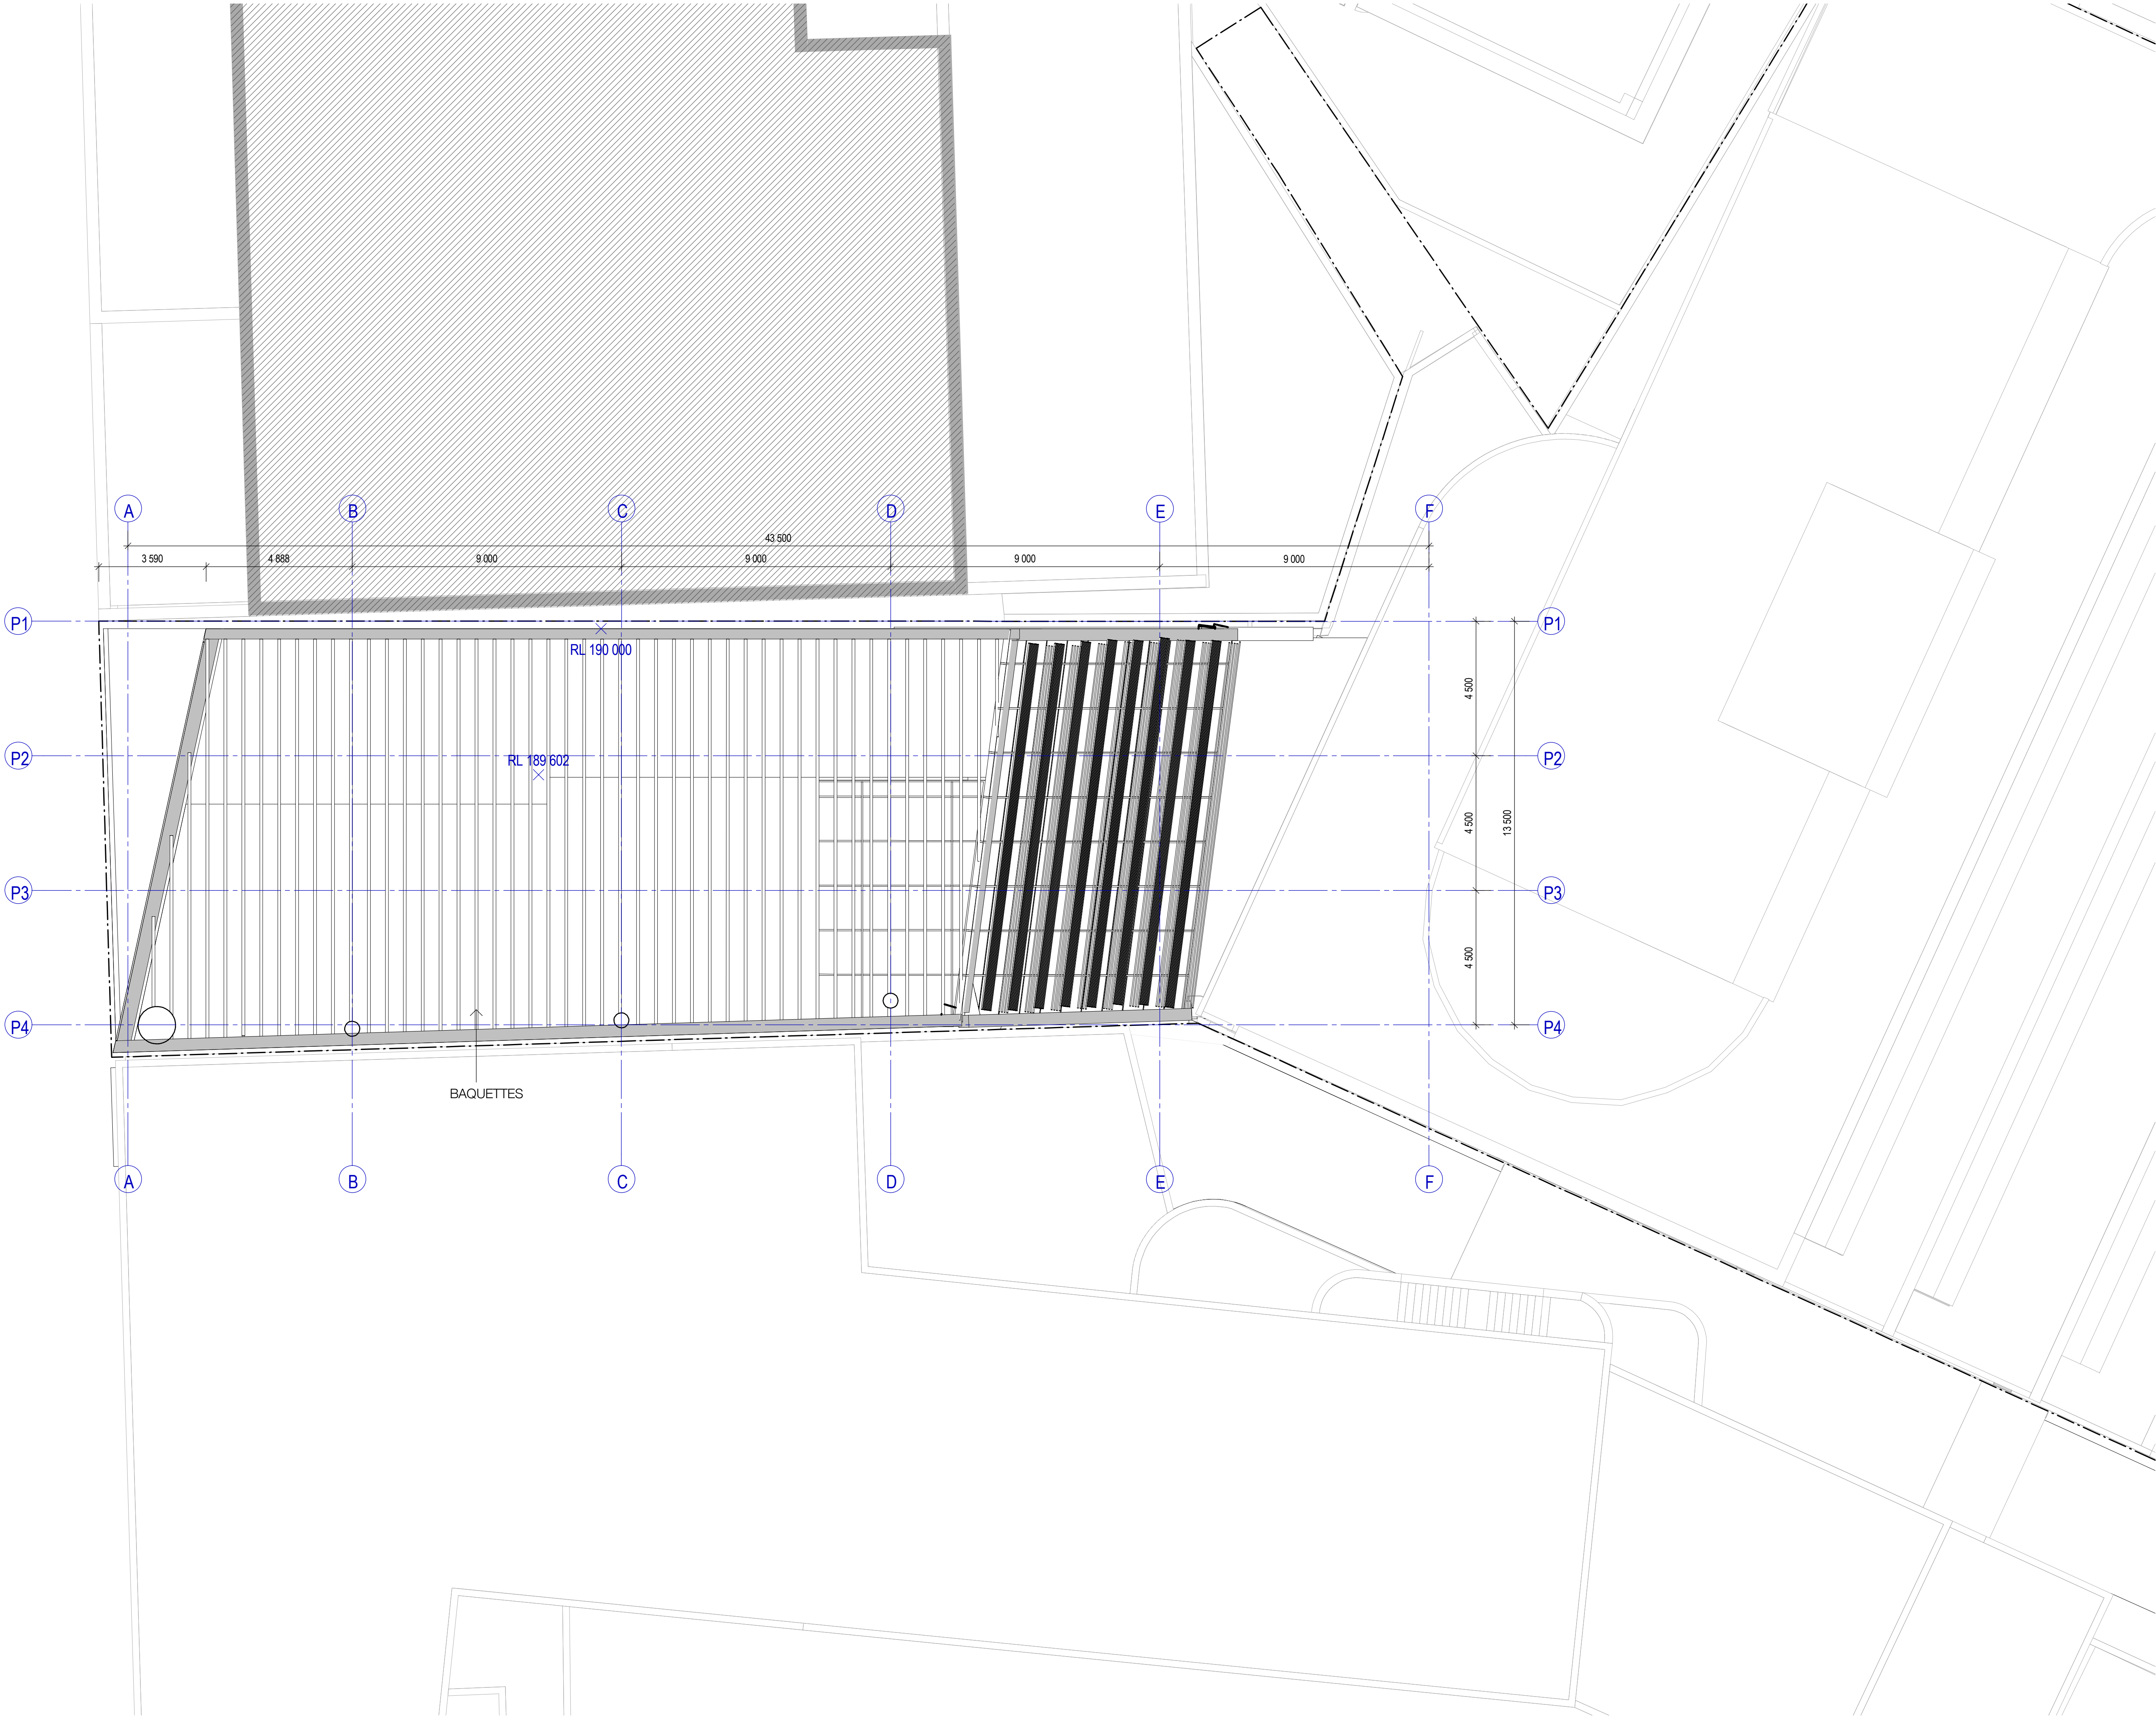 A B C D E F
43 500
3 590 4 888 9 000 9 000 9 000 9 000
P1 P1
RL 190 000
4 500
P2 P2
RL 189 602
4 500
13 500
P3 P3
4 500
P4 P4
BAQUETTES
A B C D E F